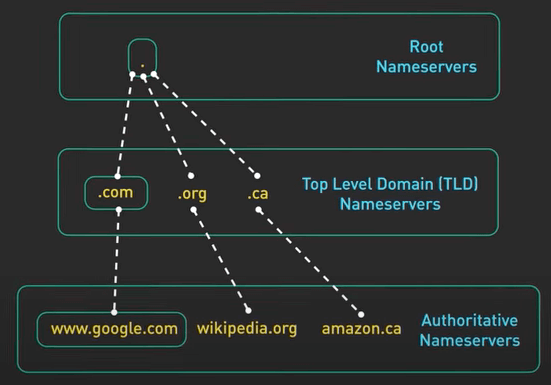 .
Root
Nameservers
.com
.org
.ca
Top Level Domain (TLD)
Nameservers
www.google.com
wikipedia.org
amazon.ca
Authoritative
Nameservers